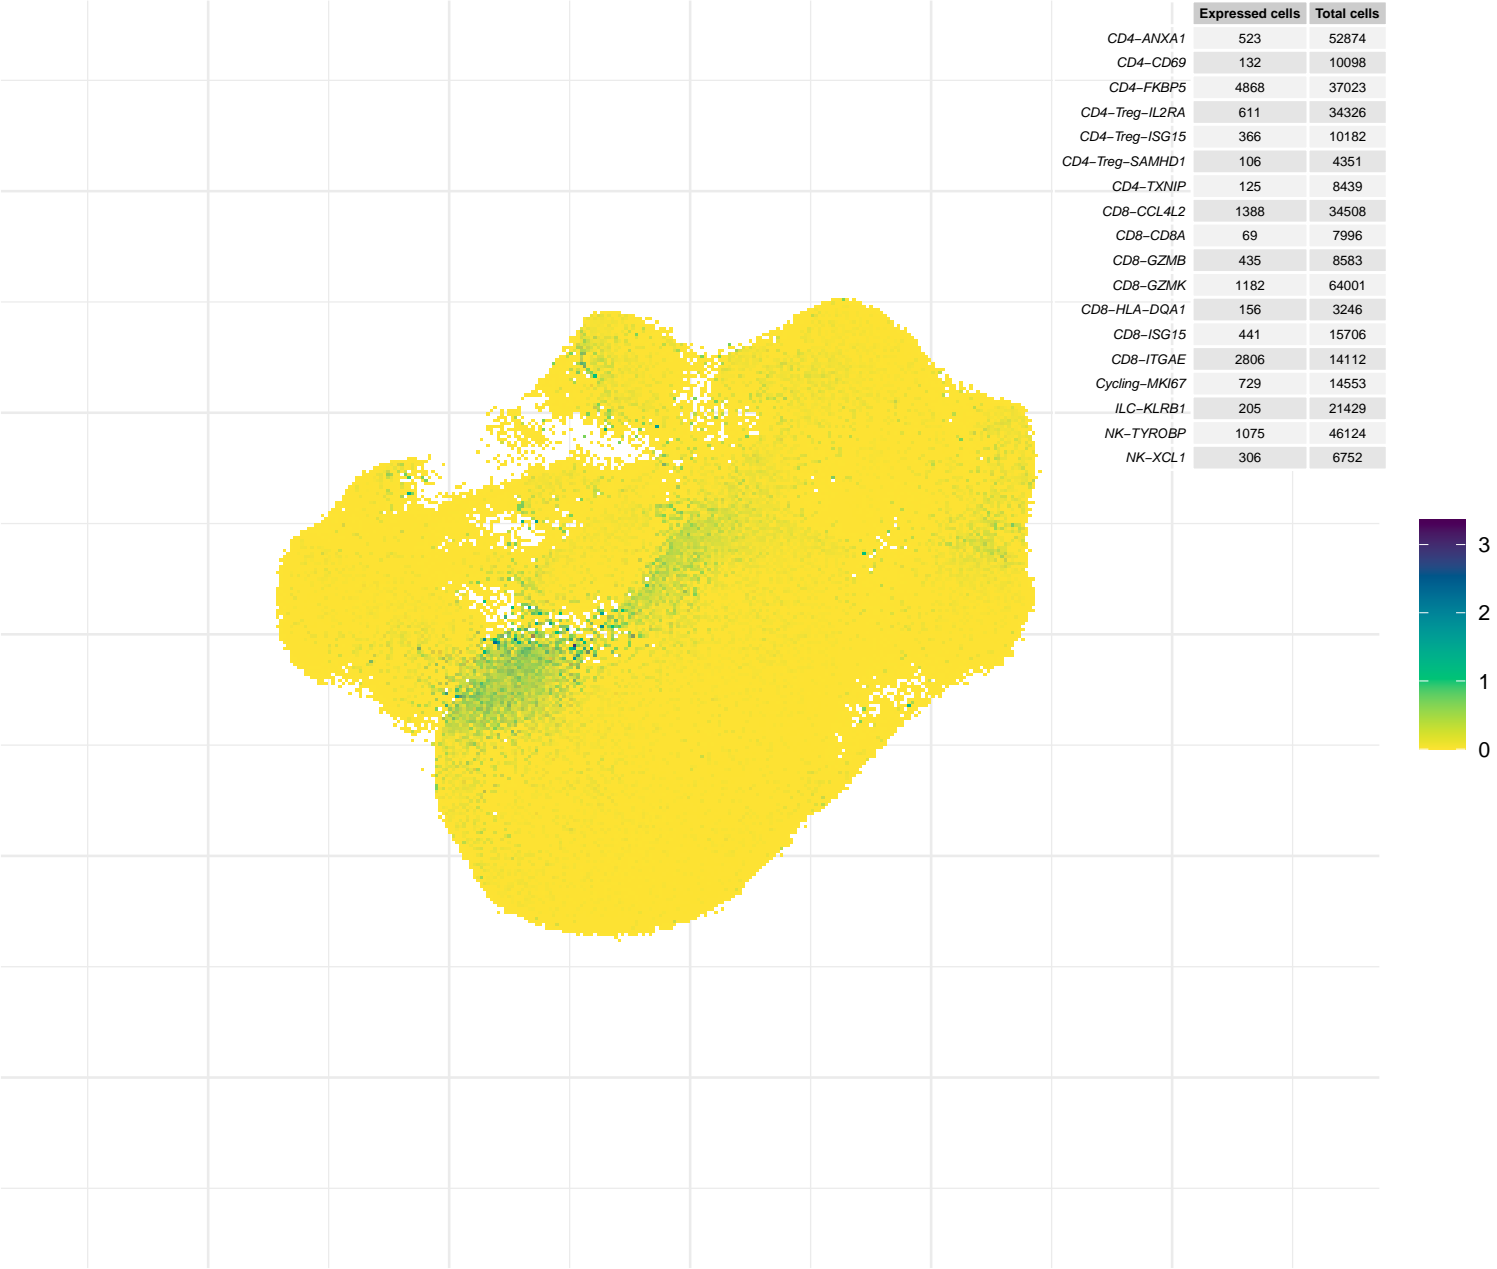 Expressed cells Total cells
CD4−ANXA1 523 52874
CD4−CD69 132 10098
CD4−FKBP5 4868 37023
CD4−Treg−IL2RA 611 34326
CD4−Treg−ISG15 366 10182
CD4−Treg−SAMHD1 106 4351
CD4−TXNIP 125 8439
CD8−CCL4L2 1388 34508
CD8−CD8A 69 7996
CD8−GZMB 435 8583
CD8−GZMK 1182 64001
CD8−HLA−DQA1 156 3246
CD8−ISG15 441 15706
CD8−ITGAE 2806 14112
Cycling−MKI67 729 14553
ILC−KLRB1 205 21429
NK−TYROBP 1075 46124
NK−XCL1 306 6752
3
2
1
0